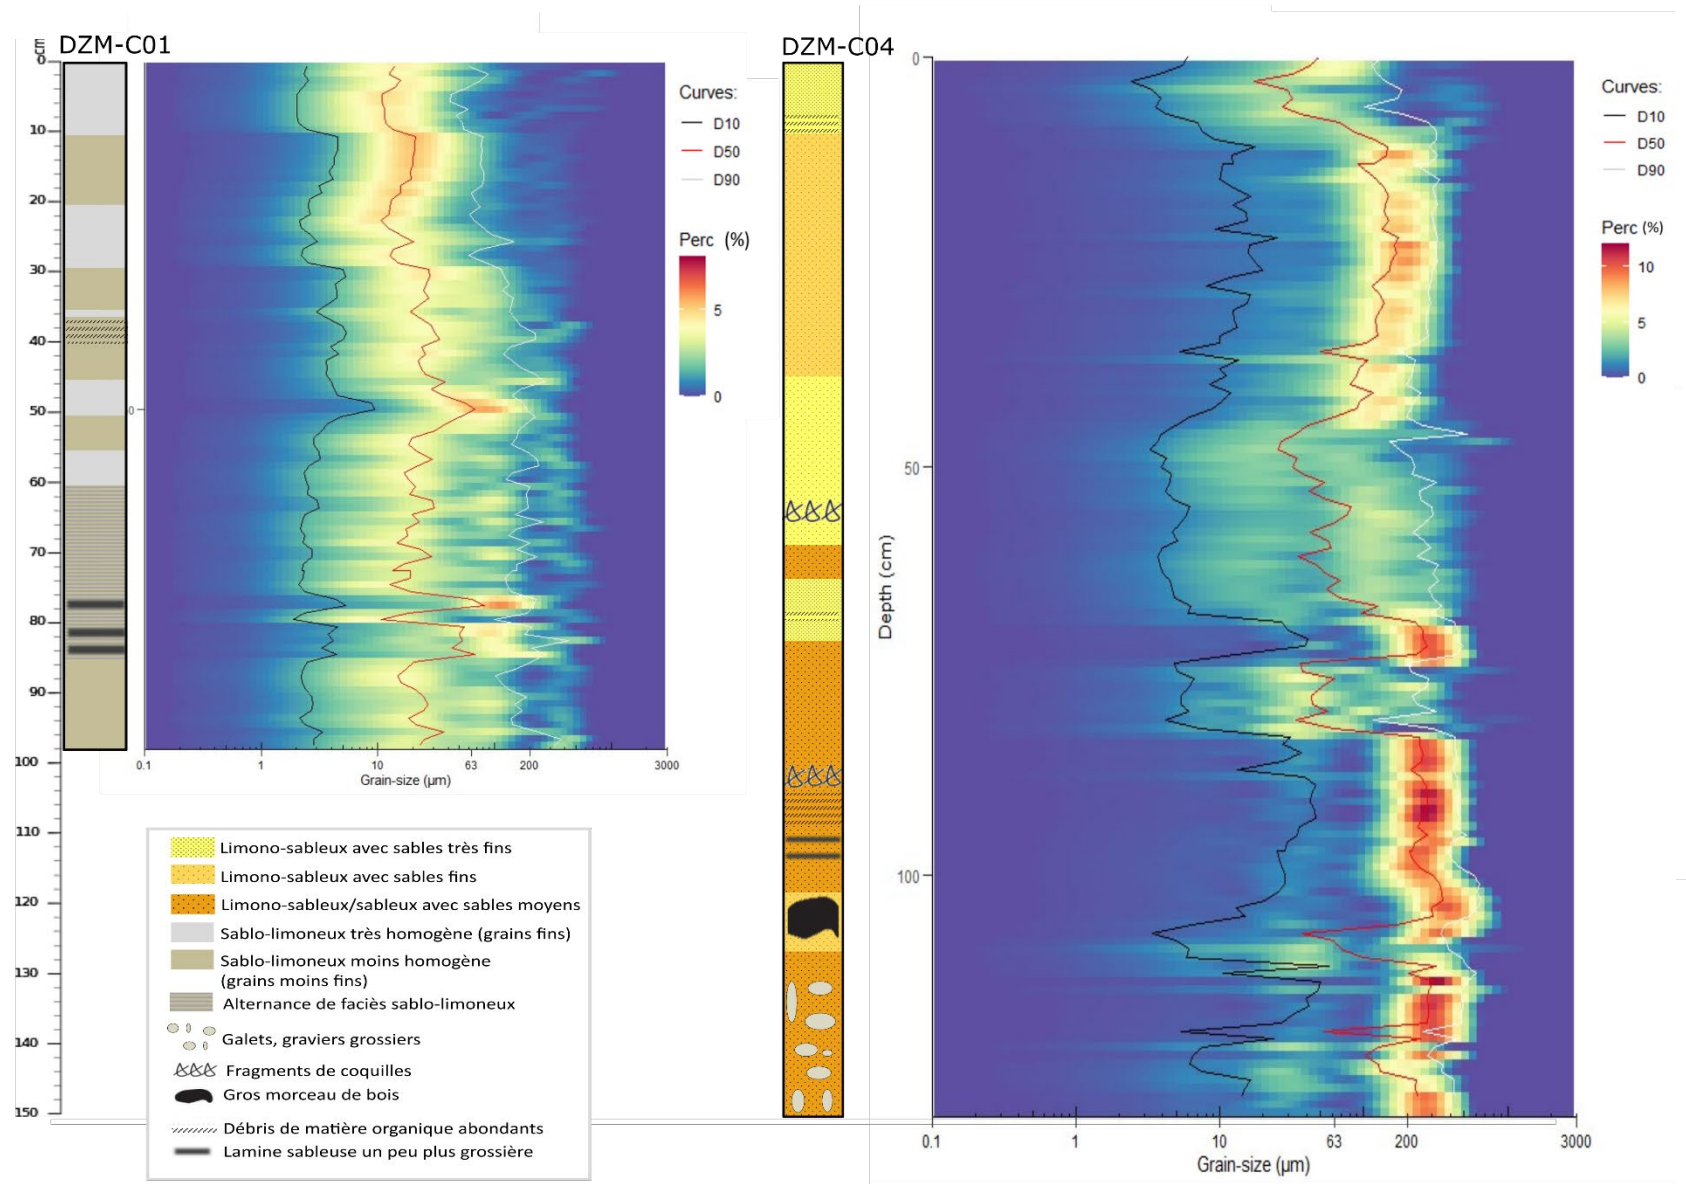 DZM-C01
DZM-C04
cm
0
10
20
30
40
50
60
70
80
90
100
110
120
130
140
150
0
0.1
1
10
63
200
3000
Grain-size (µm)
Curves:
D10
D50
D90
Perc (%)
5
0
Limono-sableux avec sables très fins
Limono-sableux avec sables fins
Limono-sableux/sableux avec sables moyens
Sablo-limoneux très homogène (grains fins)
Sablo-limoneux moins homogène
(grains moins fins)
Alternance de faciès sablo-limoneux
Galets, graviers grossiers
Fragments de coquilles
Gros morceau de bois
Débris de matière organique abondants
Lamine sableuse un peu plus grossière
0
50
100
Depth (cm)
0.1
1
10
63
200
3000
Grain-size (µm)
Curves:
D10
D50
D90
Perc (%)
10
5
0